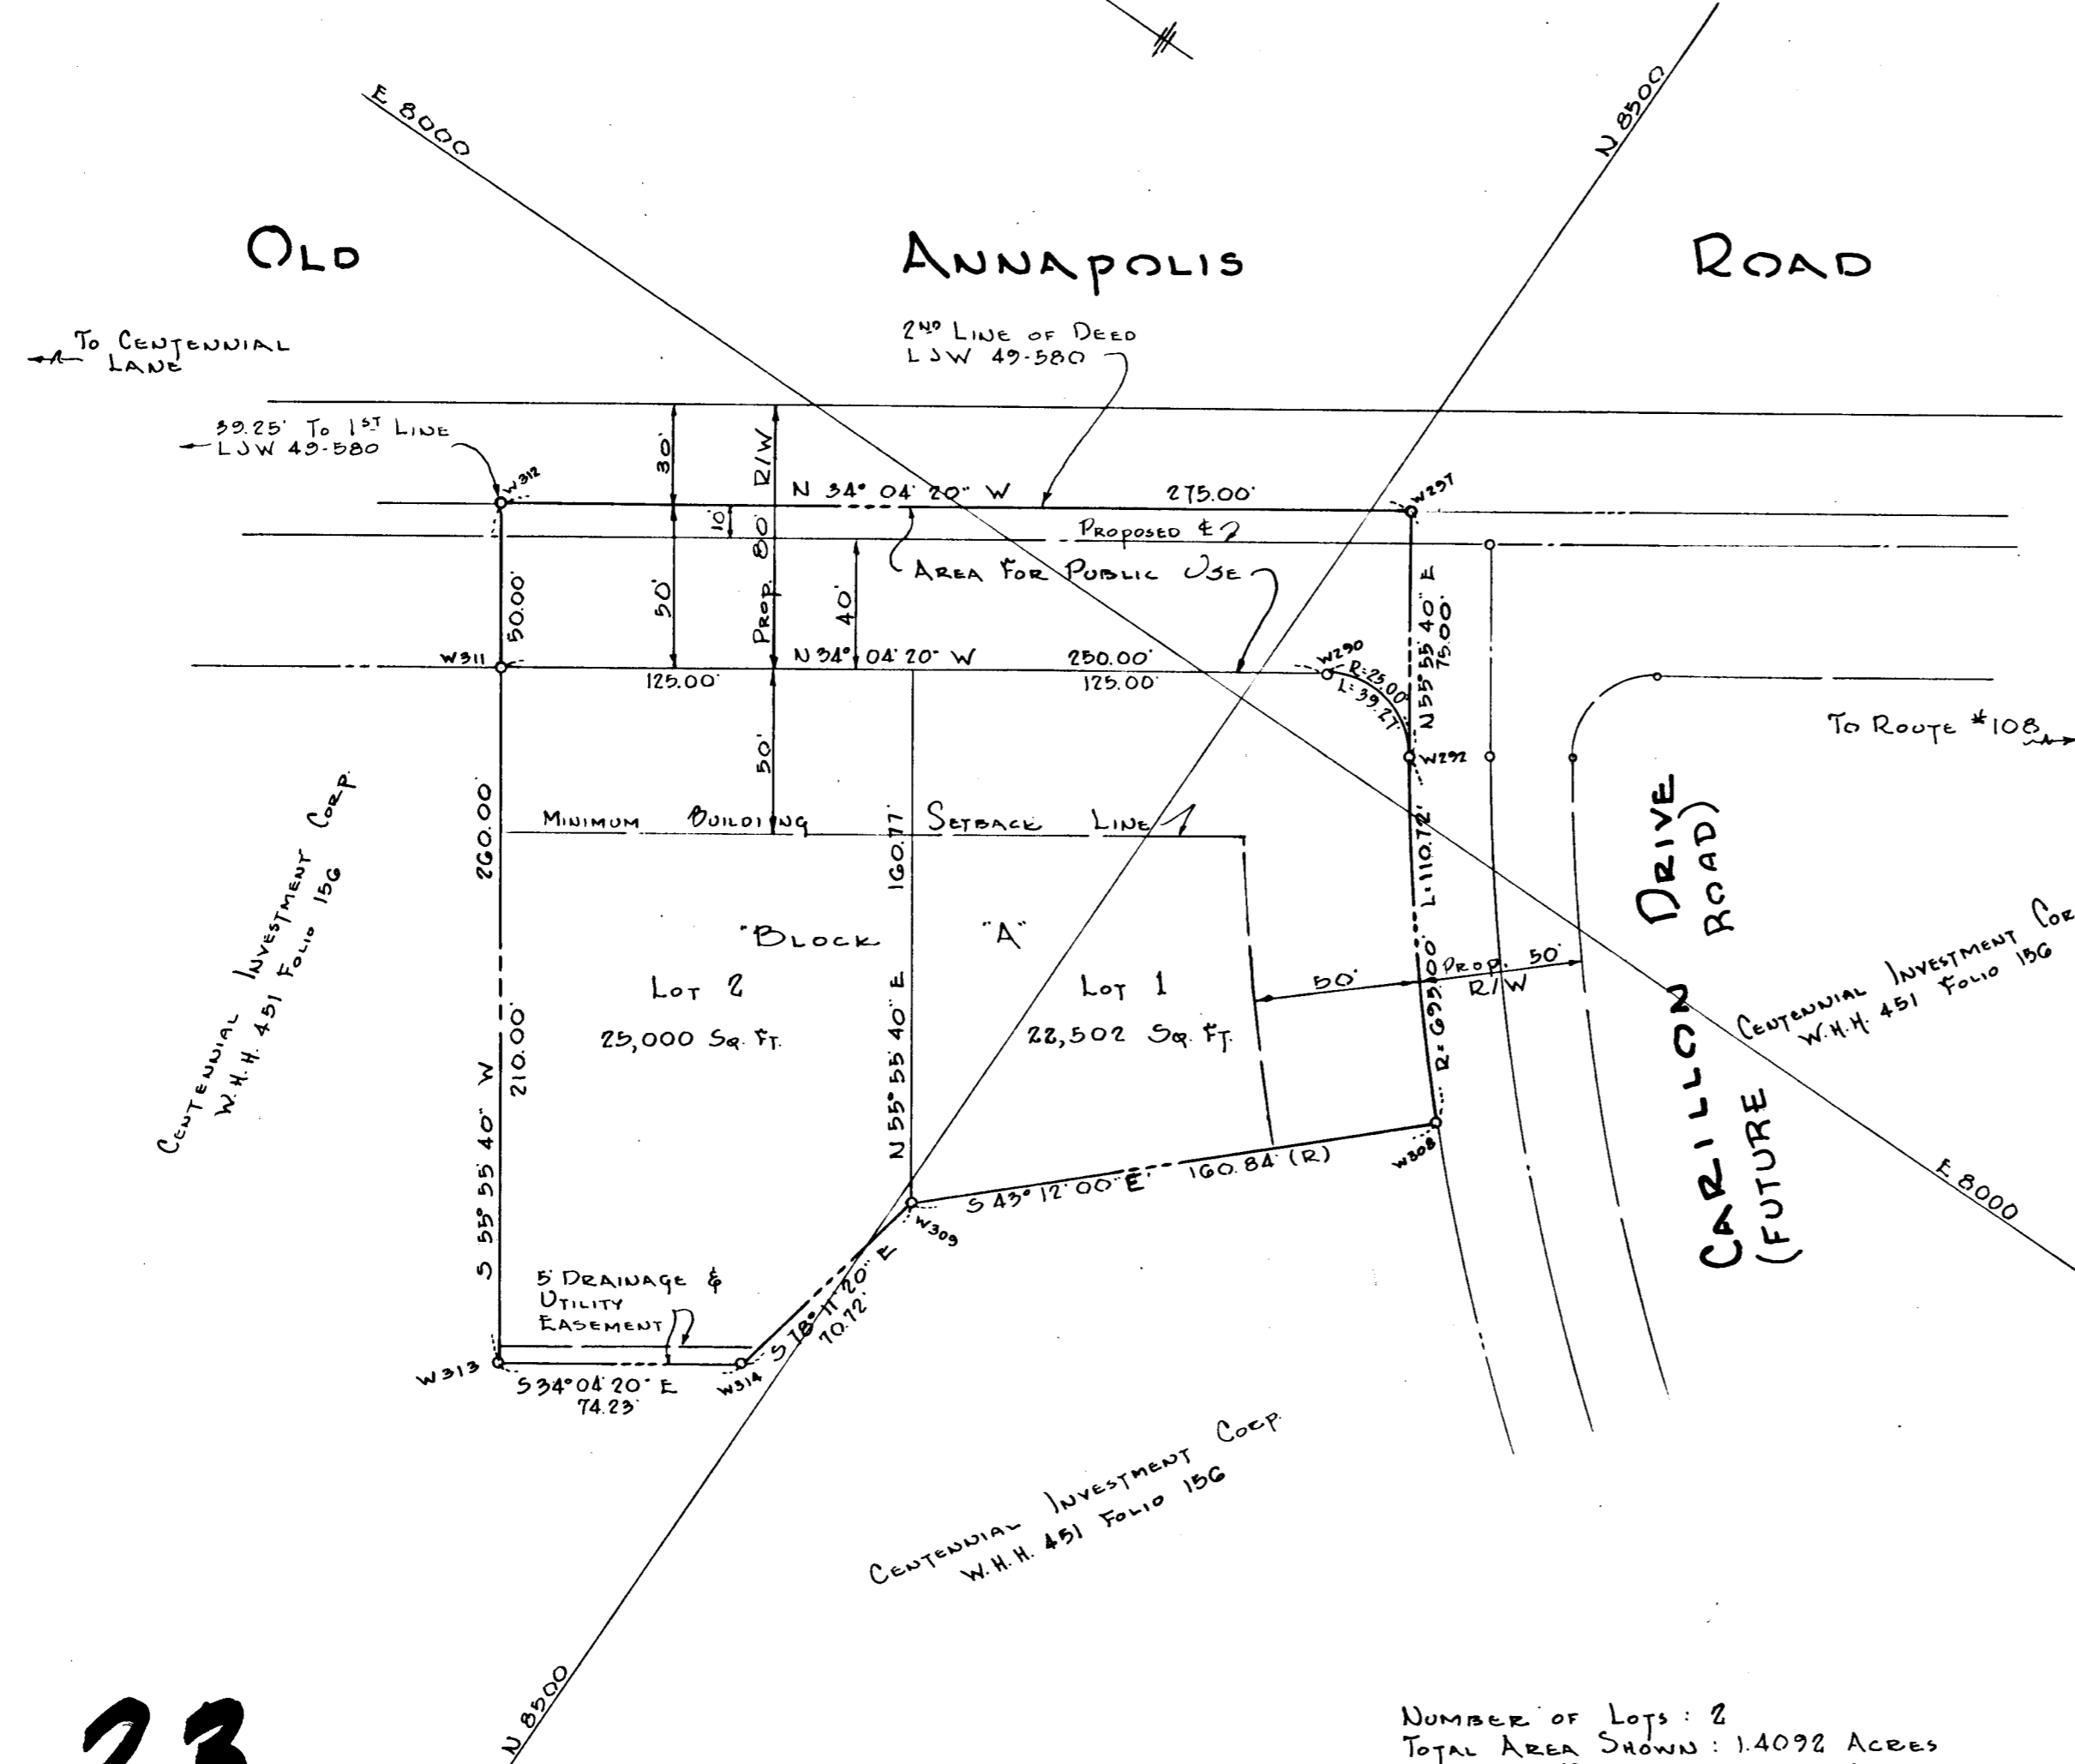 E 8000
N 8500
OLD ANNAPOLIS ROAD
TO CENTENNIAL
LANE
2ND LINE OF DEED
LJW 49-580
39.25' TO 1ST LINE
LJW 49-580
W312
30'
R/W
N 34° 04' 20" W 275.00'
W297
10'
PROPOSED ℄
AREA FOR PUBLIC USE
50.00'
50'
PROP. 80'
40'
N 55° 55' 40" E
75.00'
W311
N 34° 04' 20" W 250.00'
125.00'
125.00'
W290
R=25.00'
L=39.27'
W292
TO ROUTE #108
50'
260.00'
MINIMUM BUILDING SETBACK LINE
160.77'
L=110.72'
R=695.00'
CENTENNIAL INVESTMENT CORP.
W.H.H. 451 FOLIO 156
"BLOCK "A"
LOT 2
25,000 SQ. FT.
LOT 1
22,502 SQ. FT.
50'
PROP. 50'
R/W
CARILLON DRIVE
(FUTURE ROAD)
CENTENNIAL INVESTMENT COR
W.H.H. 451 FOLIO 156
210.00'
S 55° 55' 40" W
N 55° 55' 40" E
S 43° 12' 00" E 160.84' (R)
W308
W309
E 8000
5' DRAINAGE &
UTILITY
EASEMENT
S 78° 11' 20" E
70.72'
W313
S 34° 04' 20" E
74.23'
W314
CENTENNIAL INVESTMENT CORP.
W.H.H. 451 FOLIO 156
N 8500
23
NUMBER OF LOTS : 2
TOTAL AREA SHOWN : 1.4092 ACRES